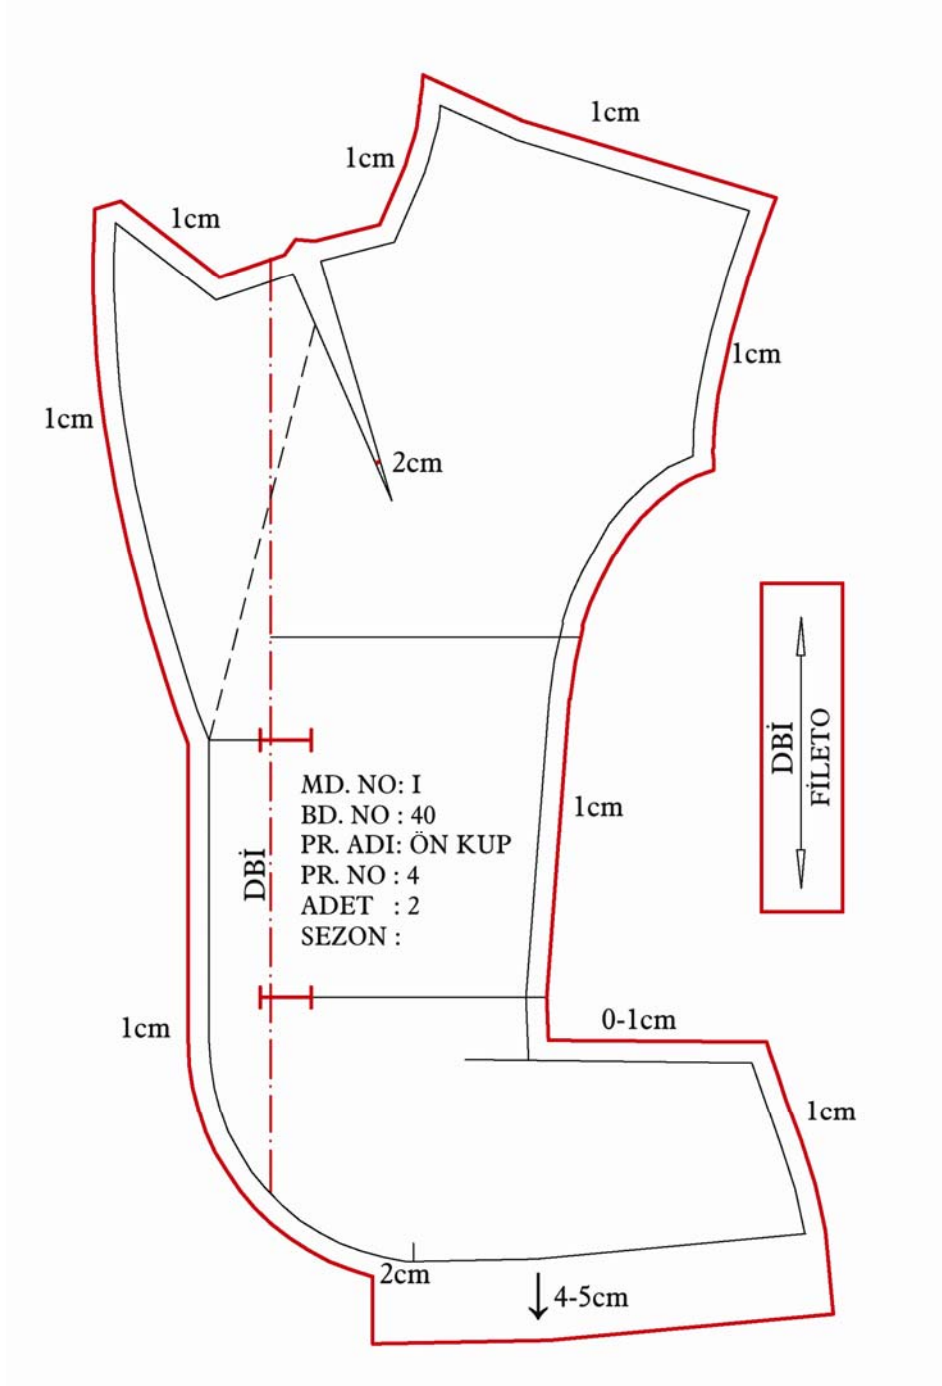 1cm
1cm
1cm
1cm
1cm
2cm
DBİ
FİLETO
MD. NO: I
BD. NO : 40
PR. ADI: ÖN KUP
PR. NO : 4
ADET : 2
SEZON :
DBİ
1cm
1cm
0-1cm
1cm
2cm
4-5cm